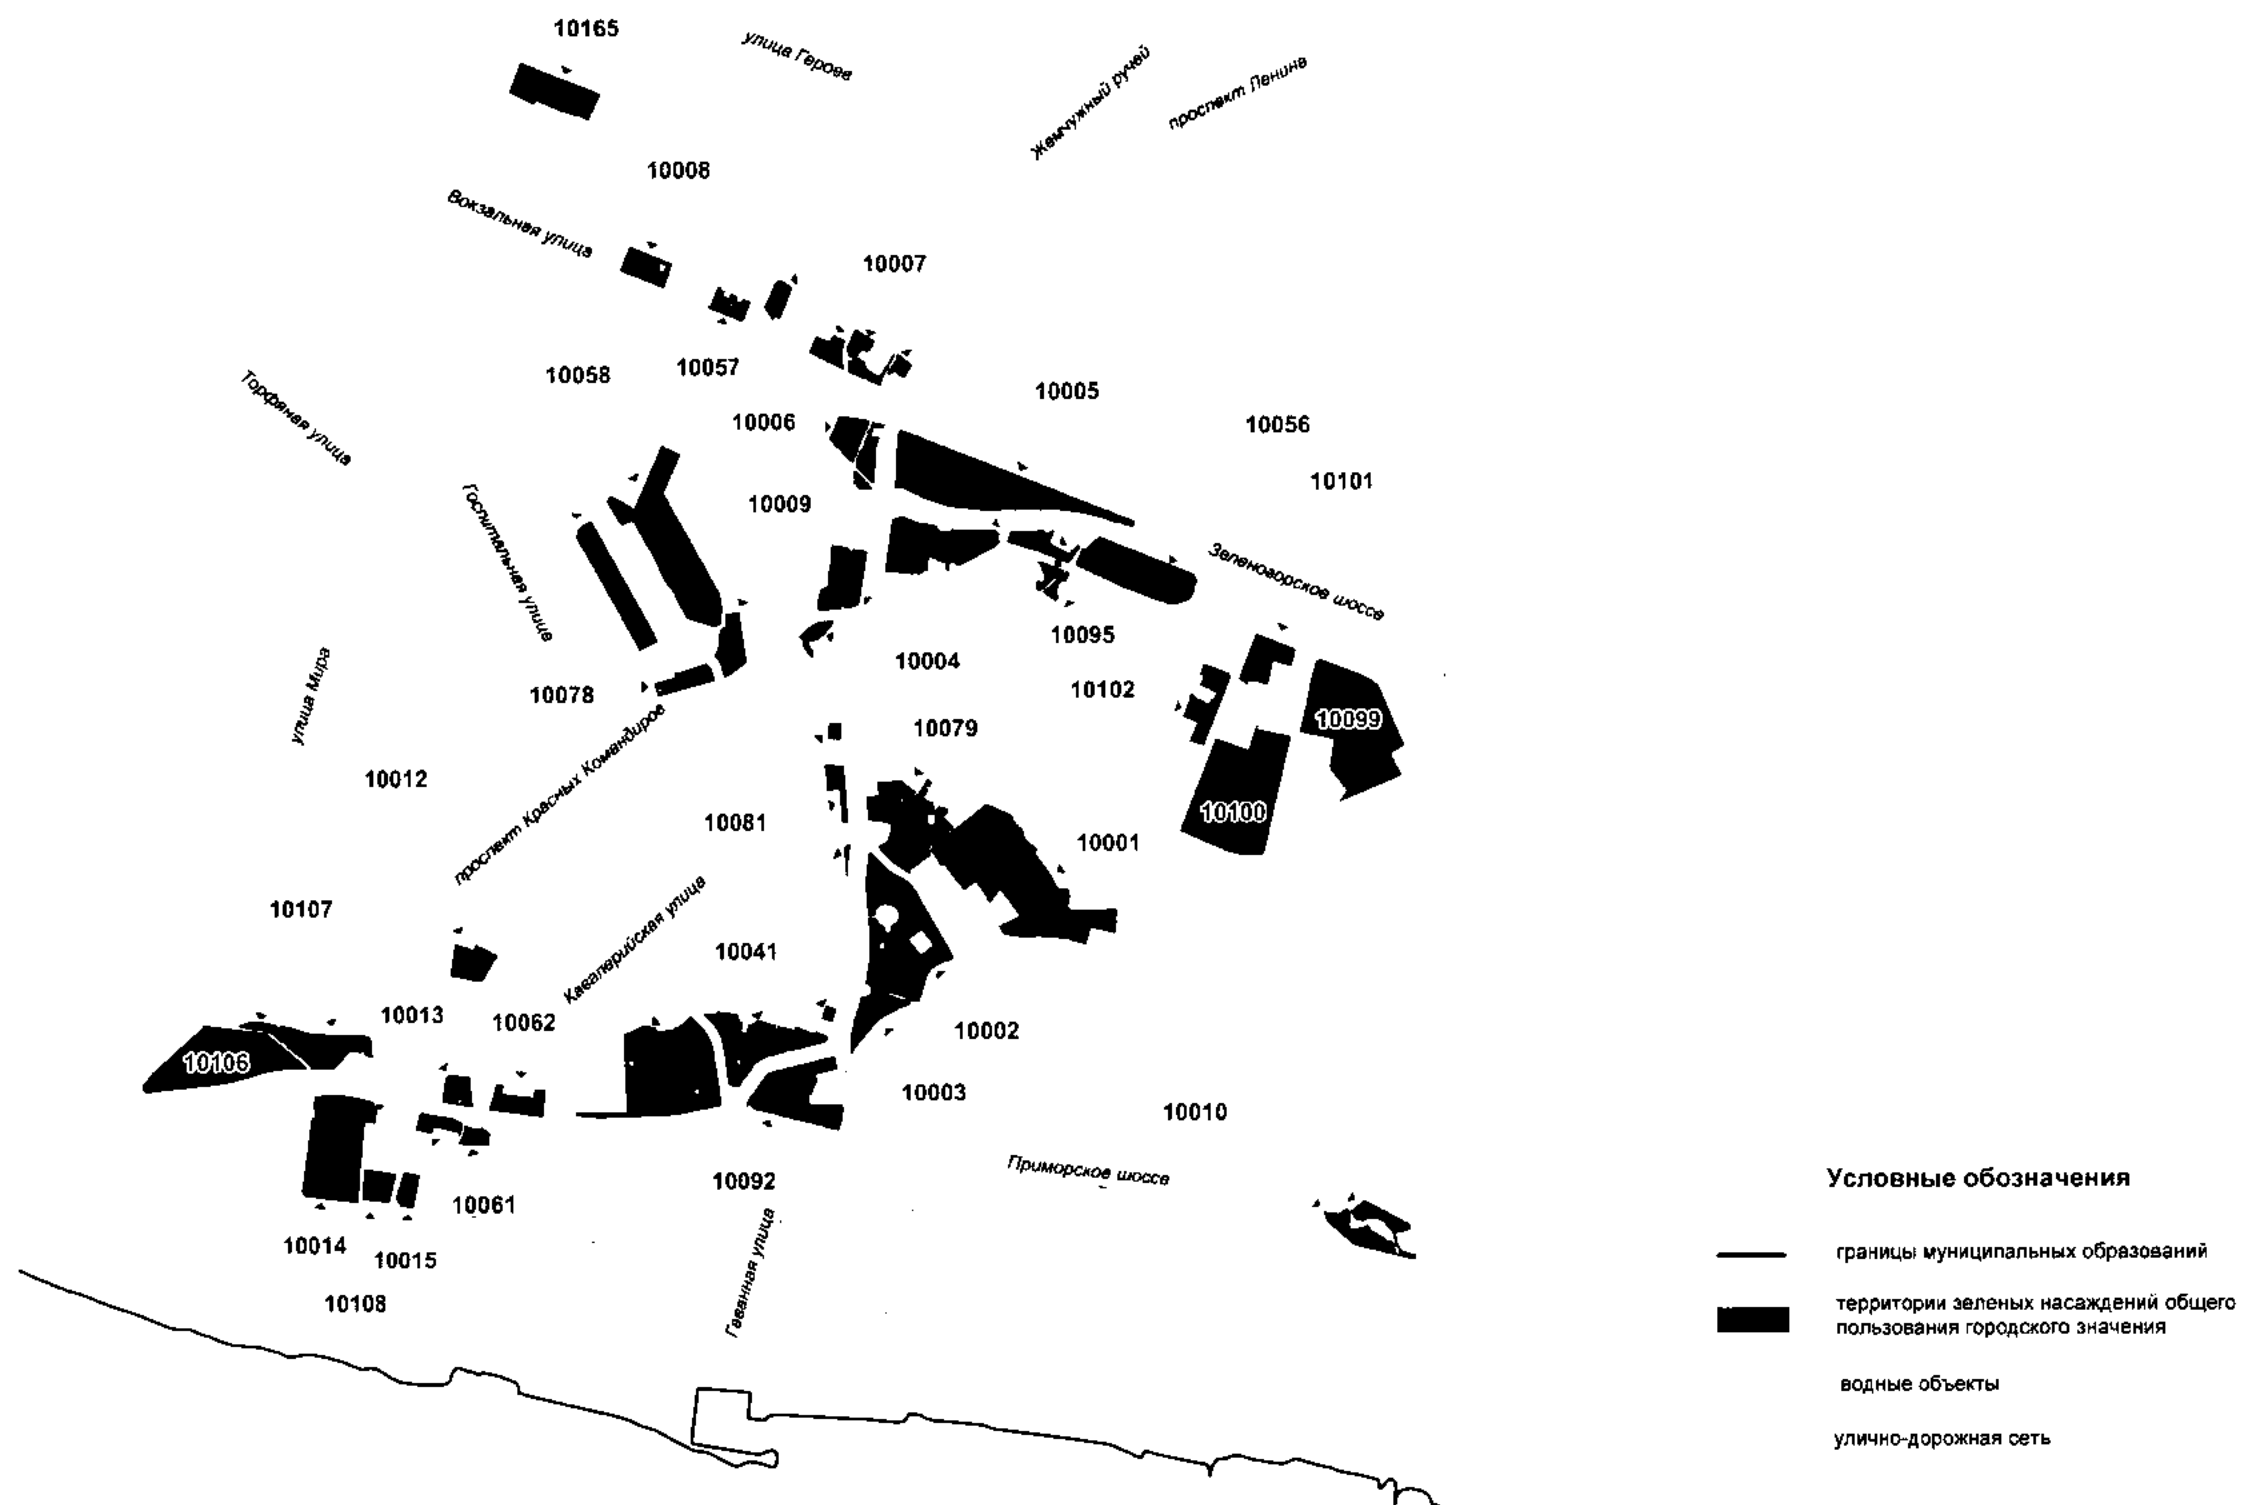 10165
улица Героев
Жемчужный ручей
проспект Ленина
10008
Вокзальная улица
10007
10058
10057
10005
Торфяная улица
10006
10056
10101
Госпитальная улица
10009
Зеленогорское шоссе
10095
10004
10102
10078
улица Мира
10079
10099
10012
проспект Красных Командиров
10081
10100
10001
10107
Кавалерийская улица
10041
10013
10062
10002
10106
10003
10010
Приморское шоссе
10092
10061
Гаванная улица
10014
10015
10108
Условные обозначения
границы муниципальных образований
территории зеленых насаждений общего
пользования городского значения
водные объекты
улично-дорожная сеть